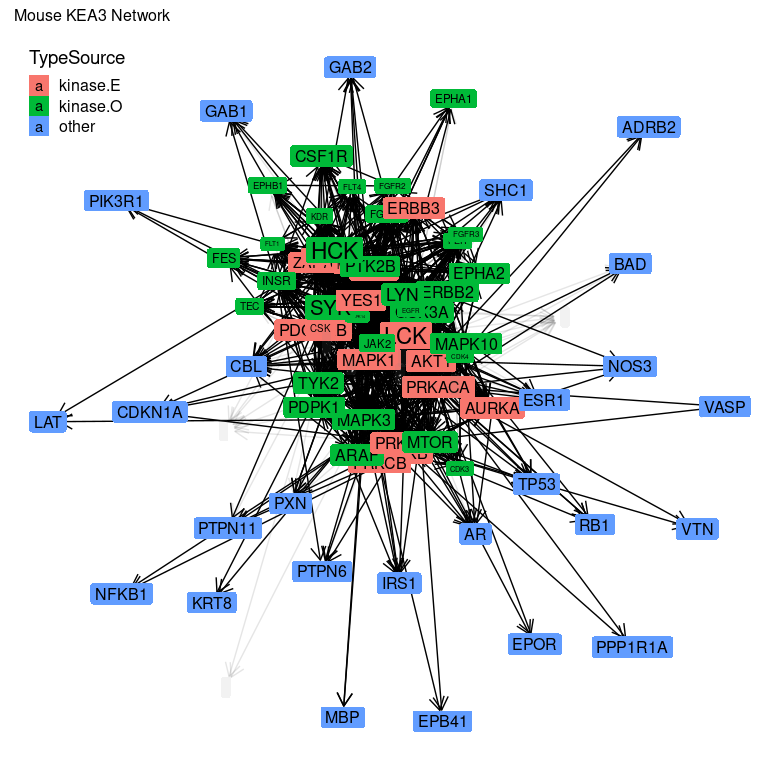 Mouse KEA3 Network
TypeSource
a kinase.E
a kinase.O
a other
GAB2
EPHA1
GAB1
ADRB2
CSF1R
EPHB1
FLT4
FGFR2
SHC1
PIK3R1
KDR
ERBB3
FGFR3
FLT1
HCK
FES
PTK2B
BAD
INSR
EPHA2
LYN
ERBB2
TEC
YES1
EGFR
CSK
JAK2
MAPK10
CDK4
CBL
MAPK1
NOS3
TYK2
PRKACA
ESR1
VASP
CDKN1A
PDPK1
AURKA
LAT
MAPK3
MTOR
ARAF
CDK3
TP53
PXN
RB1
PTPN11
AR
VTN
PTPN6
IRS1
NFKB1
KRT8
EPOR
PPP1R1A
MBP
EPB41